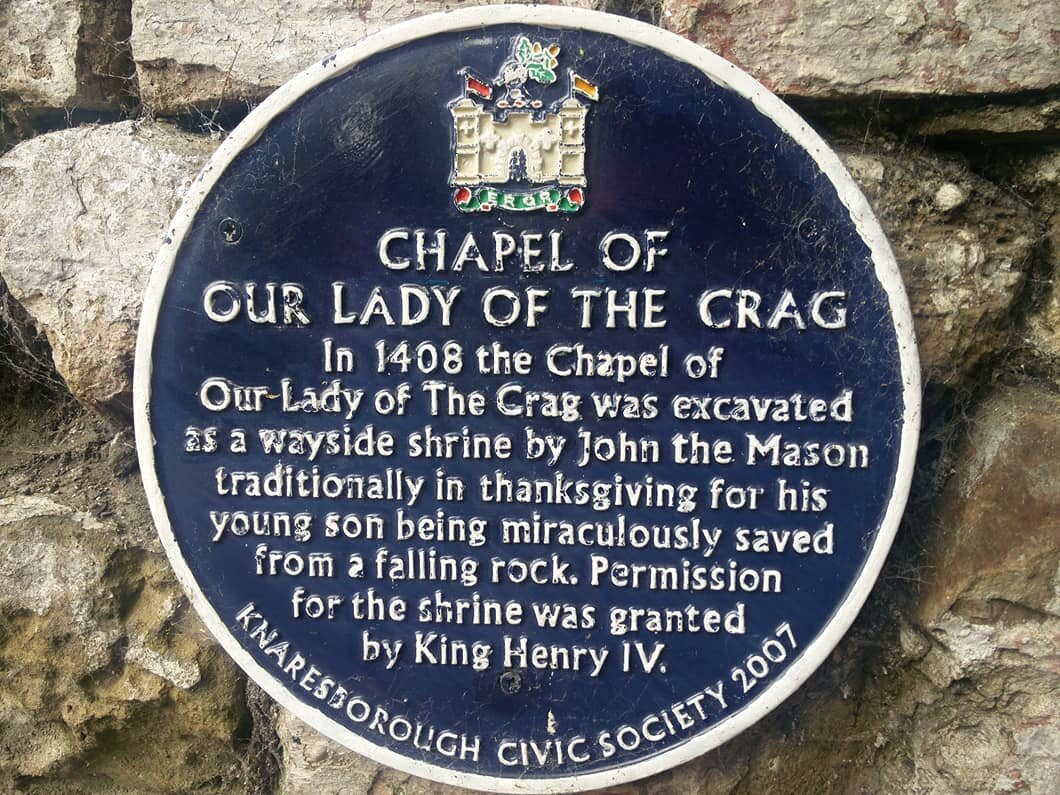 CHAPEL OF
OUR LADY OF THE CRAG
In 1408 the Chapel of
Our Lady of The Crag was excavated
as a wayside shrine by John the Mason
traditionally in thanksgiving for his
young son being miraculously saved
from a falling rock. Permission
for the shrine was granted
by King Henry IV.
KNARESBOROUGH CIVIC SOCIETY 2007